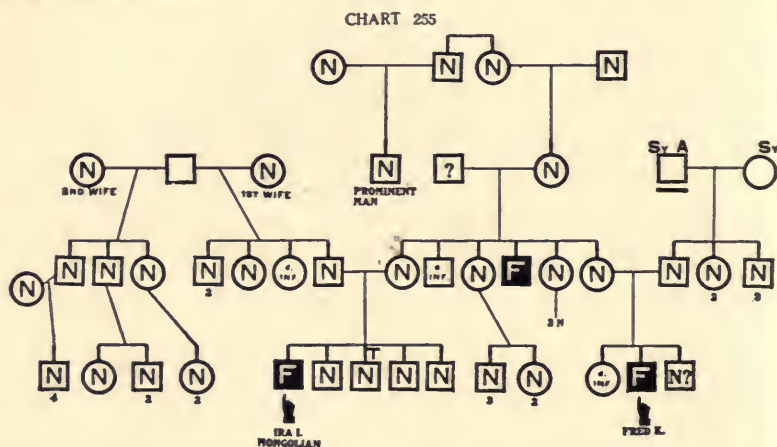 CHART 255
N N N N
Sy A Sy
N N N ? N
2ND WIFE 1ST WIFE PROMINENT MAN
N N N N N N d. INF N N INF N F N N N N N
2 2 3
3 N
T
N N N N F N N N N N N d. INF F N?
4 2 3 2
IRA I. MONGOLIAN FRED K.